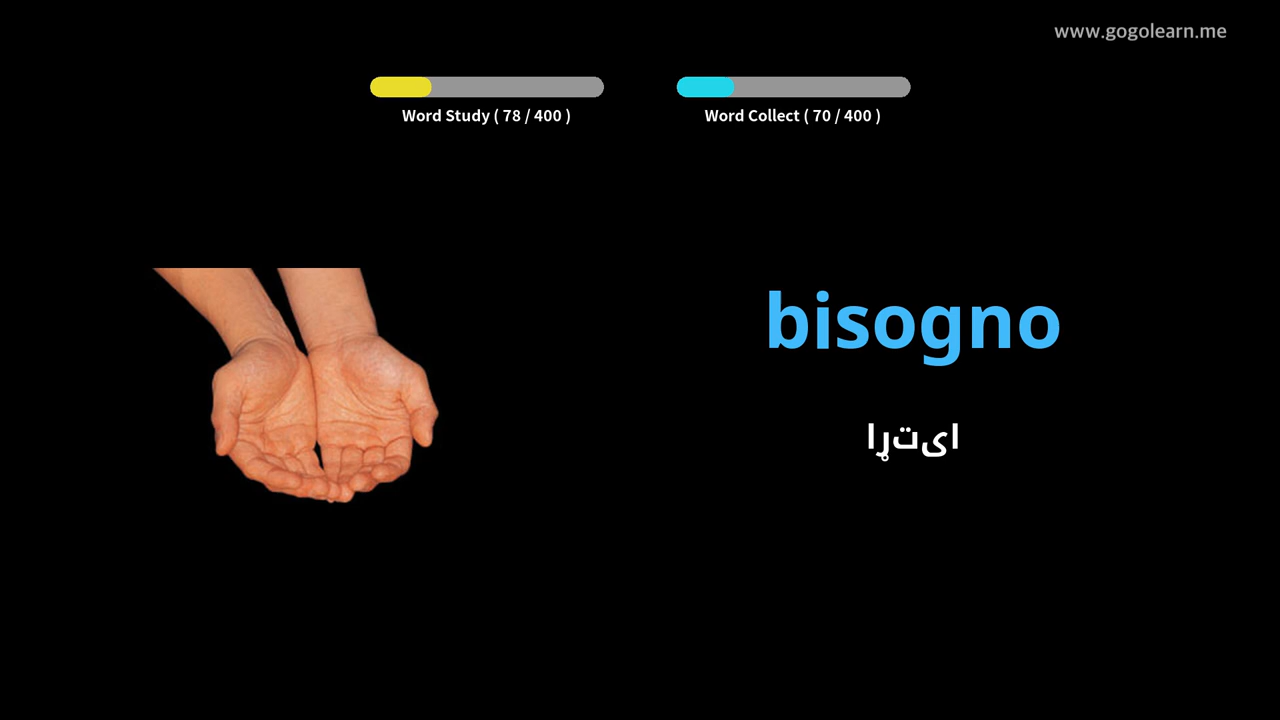 www.gogolearn.me
Word Study ( 78 / 400 )
Word Collect ( 70 / 400 )
bisogno
اړتیا